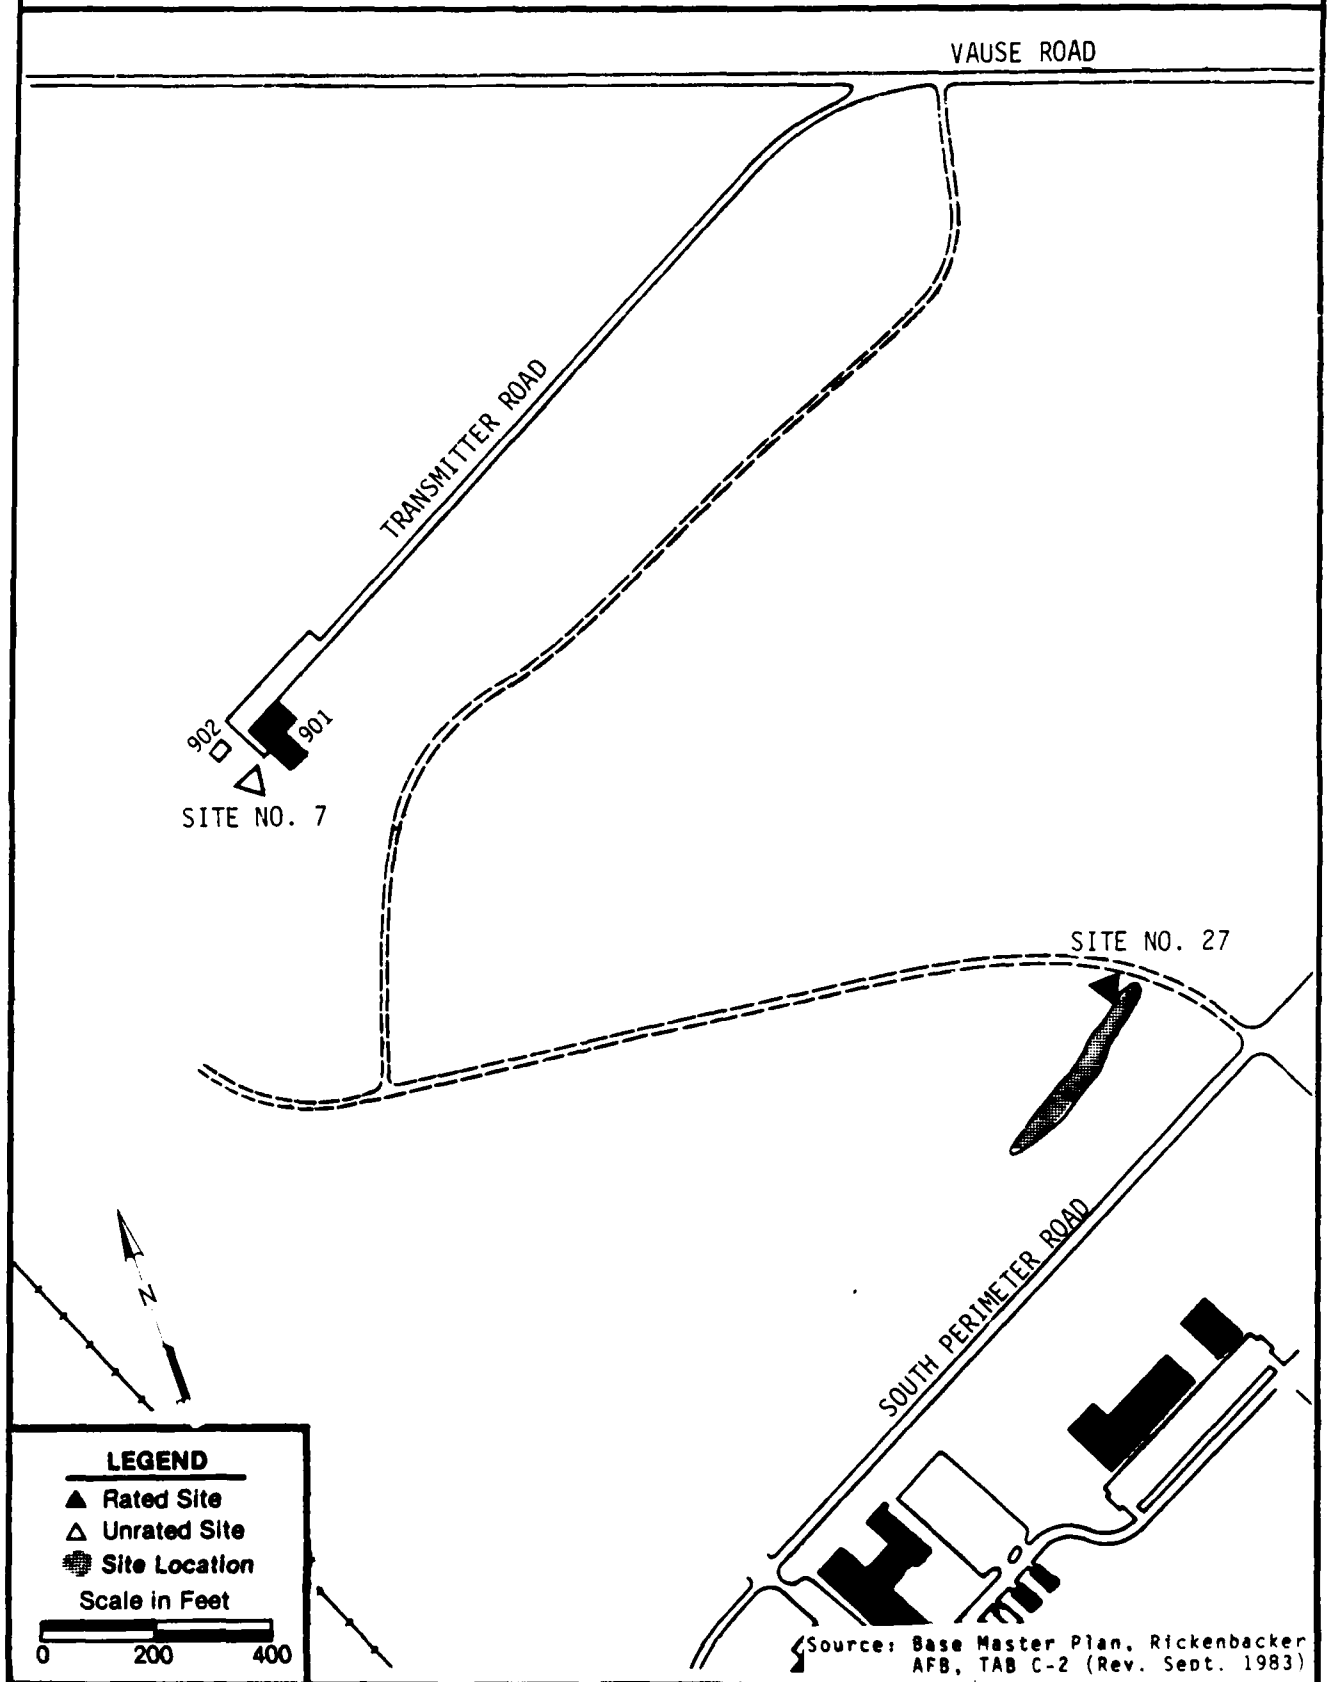 VAUSE ROAD
TRANSMITTER ROAD
902
901
SITE NO. 7
SITE NO. 27
N
SOUTH PERIMETER ROAD
LEGEND
Rated Site
Unrated Site
Site Location
Scale in Feet
0 200 400
Source: Base Master Plan, Rickenbacker
AFB, TAB C-2 (Rev. Sept. 1983)